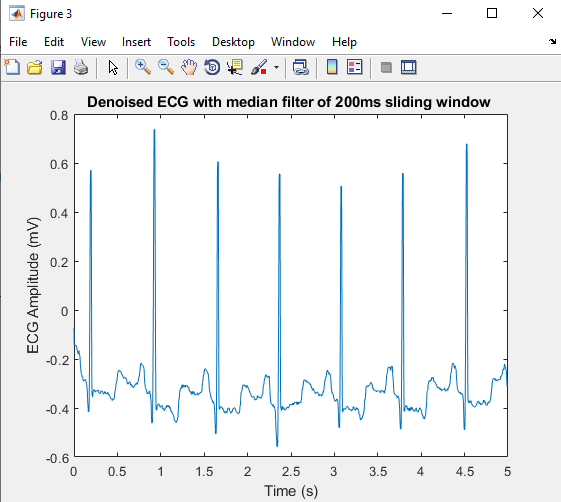 Figure 3
File Edit View Insert Tools Desktop Window Help
Denoised ECG with median filter of 200ms sliding window
ECG Amplitude (mV)
0.8
0.6
0.4
0.2
0
-0.2
-0.4
-0.6
0 0.5 1 1.5 2 2.5 3 3.5 4 4.5 5
Time (s)